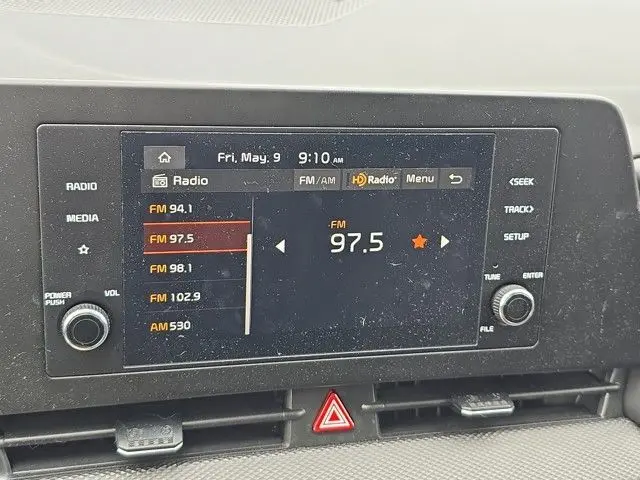 Fri, May. 9 9:10 AM
RADIO
MEDIA
POWER
/PUSH
VOL
Radio
FM/AM
HD Radio
Menu
FM 94.1
FM 97.5
FM 98.1
FM 102.9
AM 530
FM
97.5
<SEEK
TRACK>
SETUP
TUNE
ENTER
FILE